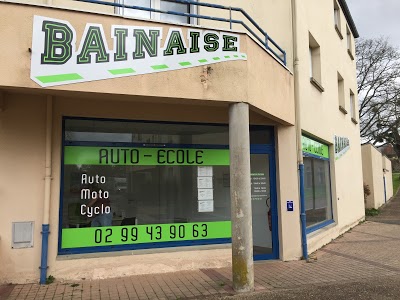 BAINAISE
AUTO - ECOLE
Auto
Moto
Cyclo
02 99 43 90 63